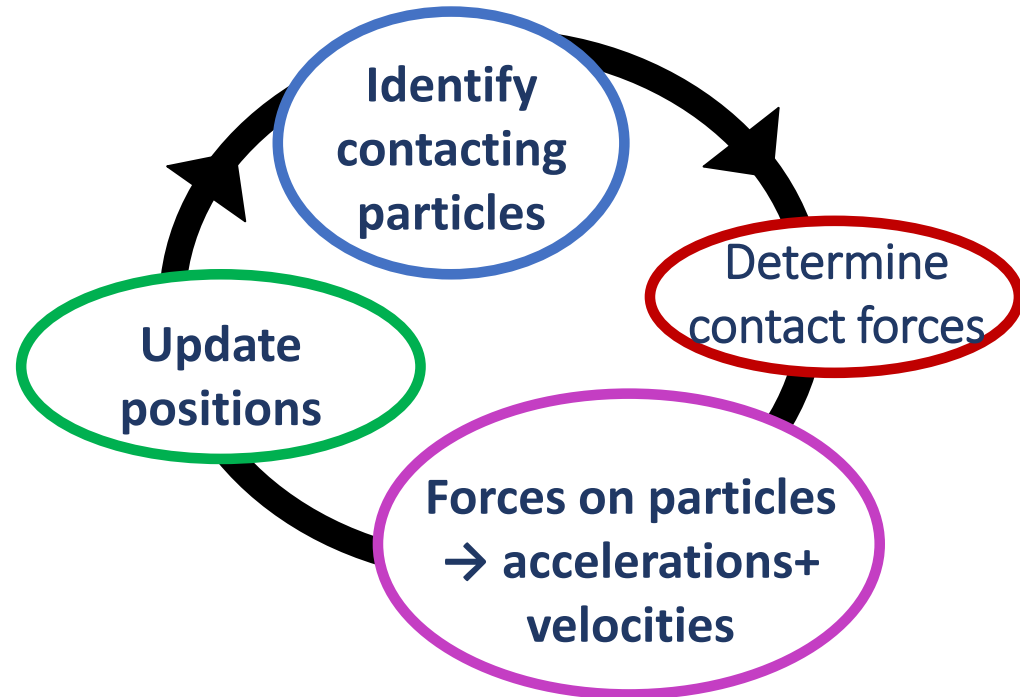 Identify
contacting
particles
Determine
contact forces
Forces on particles
→ accelerations+
velocities
Update
positions